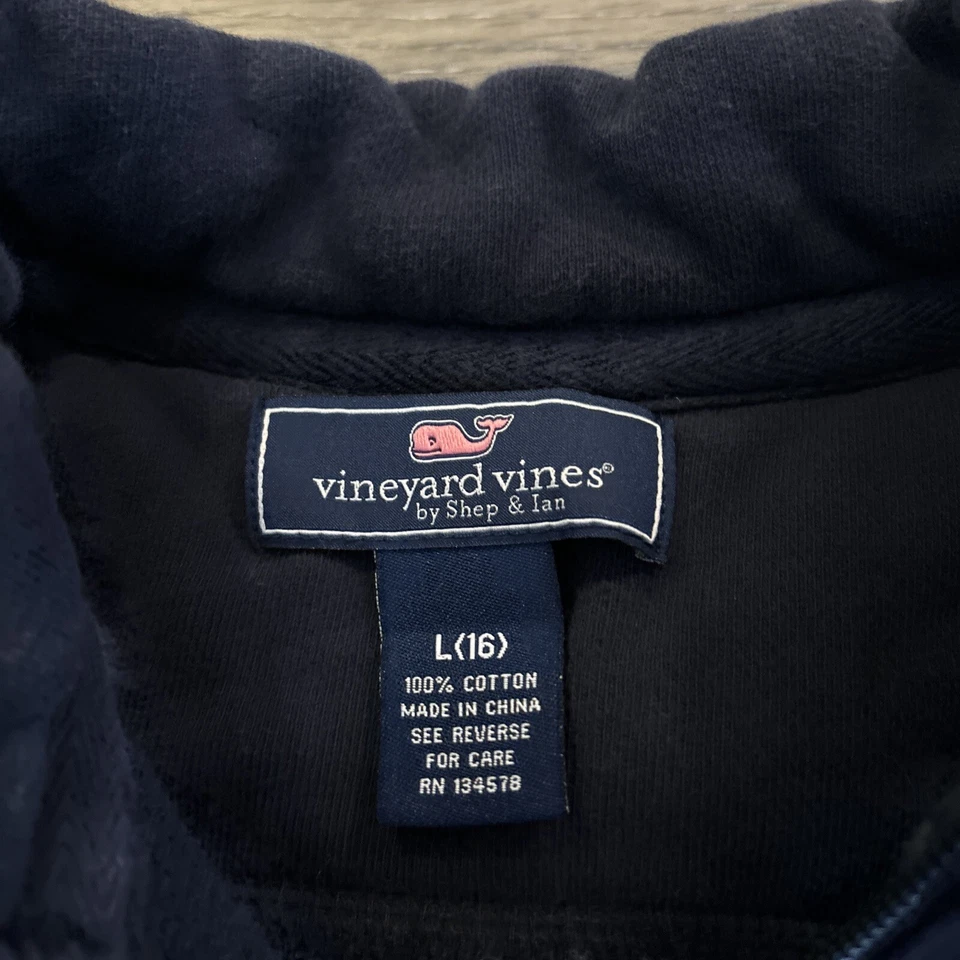 vineyard vines®
by Shep & Ian
L(16)
100% COTTON
MADE IN CHINA
SEE REVERSE
FOR CARE
RN 134578